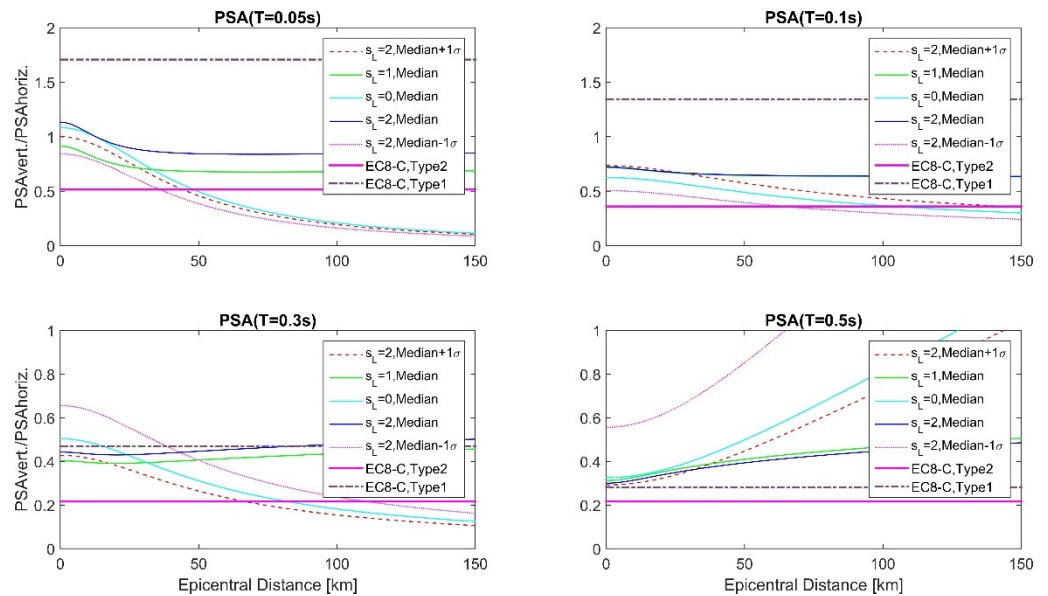 PSA(T=0.05s)
2
1.5
1
0.5
0
0 50 100 150
PSAvert./PSAhoriz.
s_L=2,Median+1σ
s_L=1,Median
s_L=0,Median
s_L=2,Median
s_L=2,Median-1σ
EC8-C,Type2
EC8-C,Type1
PSA(T=0.1s)
2
1.5
1
0.5
0
0 50 100 150
s_L=2,Median+1σ
s_L=1,Median
s_L=0,Median
s_L=2,Median
s_L=2,Median-1σ
EC8-C,Type2
EC8-C,Type1
PSA(T=0.3s)
1
0.8
0.6
0.4
0.2
0
0 50 100 150
PSAvert./PSAhoriz.
Epicentral Distance [km]
s_L=2,Median+1σ
s_L=1,Median
s_L=0,Median
s_L=2,Median
s_L=2,Median-1σ
EC8-C,Type2
EC8-C,Type1
PSA(T=0.5s)
1
0.8
0.6
0.4
0.2
0
0 50 100 150
Epicentral Distance [km]
s_L=2,Median+1σ
s_L=1,Median
s_L=0,Median
s_L=2,Median
s_L=2,Median-1σ
EC8-C,Type2
EC8-C,Type1